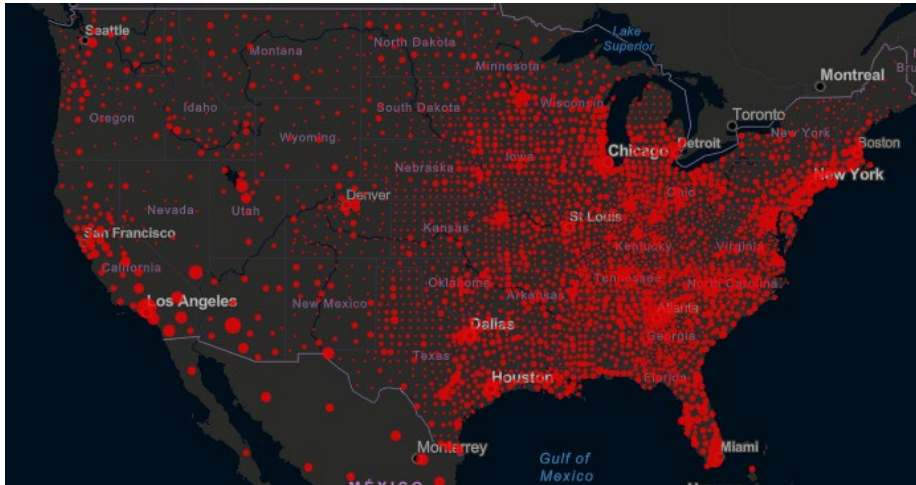 Seattle
Montana
North Dakota
Lake
Superior
Minnesota
Montreal
Oregon
Idaho
South Dakota
Wisconsin
Toronto
Wyoming
New York
Boston
Chicago
Detroit
Nebraska
Iowa
New York
Nevada
Utah
Denver
Ohio
San Francisco
Kansas
St Louis
Kentucky
Virginia
California
Los Angeles
New Mexico
Oklahoma
Arkansas
Tennessee
North Carolina
Atlanta
Dallas
Georgia
Texas
Houston
Florida
Monterrey
Miami
Gulf of
Mexico
MÉXICO